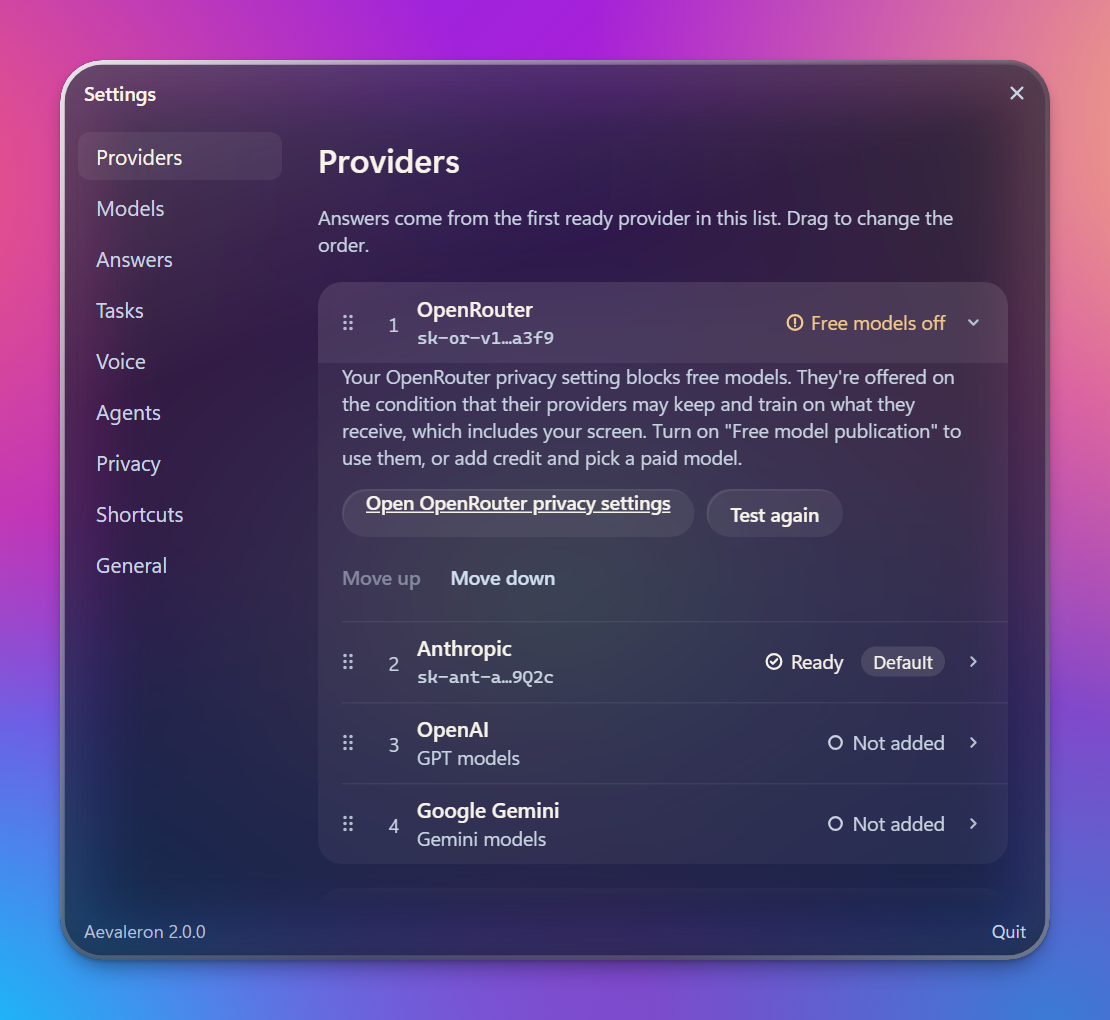 Settings
Providers
Models
Answers
Tasks
Voice
Agents
Privacy
Shortcuts
General
Providers
Answers come from the first ready provider in this list. Drag to change the
order.
1
OpenRouter
sk-or-v1…a3f9
Free models off
Your OpenRouter privacy setting blocks free models. They're offered on
the condition that their providers may keep and train on what they
receive, which includes your screen. Turn on "Free model publication" to
use them, or add credit and pick a paid model.
Open OpenRouter privacy settings
Test again
Move up
Move down
2
Anthropic
sk-ant-a…9Q2c
Ready
Default
3
OpenAI
GPT models
Not added
4
Google Gemini
Gemini models
Not added
Aevaleron 2.0.0
Quit